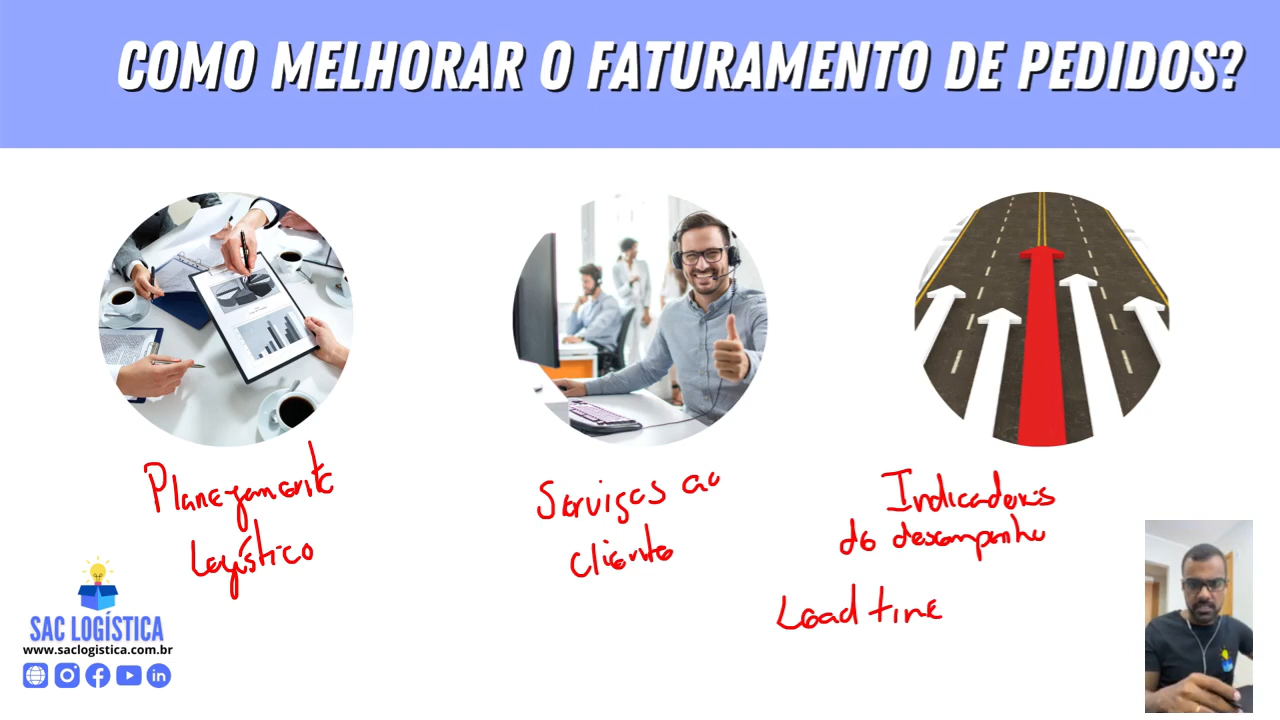 COMO MELHORAR O FATURAMENTO DE PEDIDOS?
Planejamento
Logístico
Serviços ao
Cliente
Indicadores
de desempenho
Lead time
SAC LOGÍSTICA
www.saclogistica.com.br